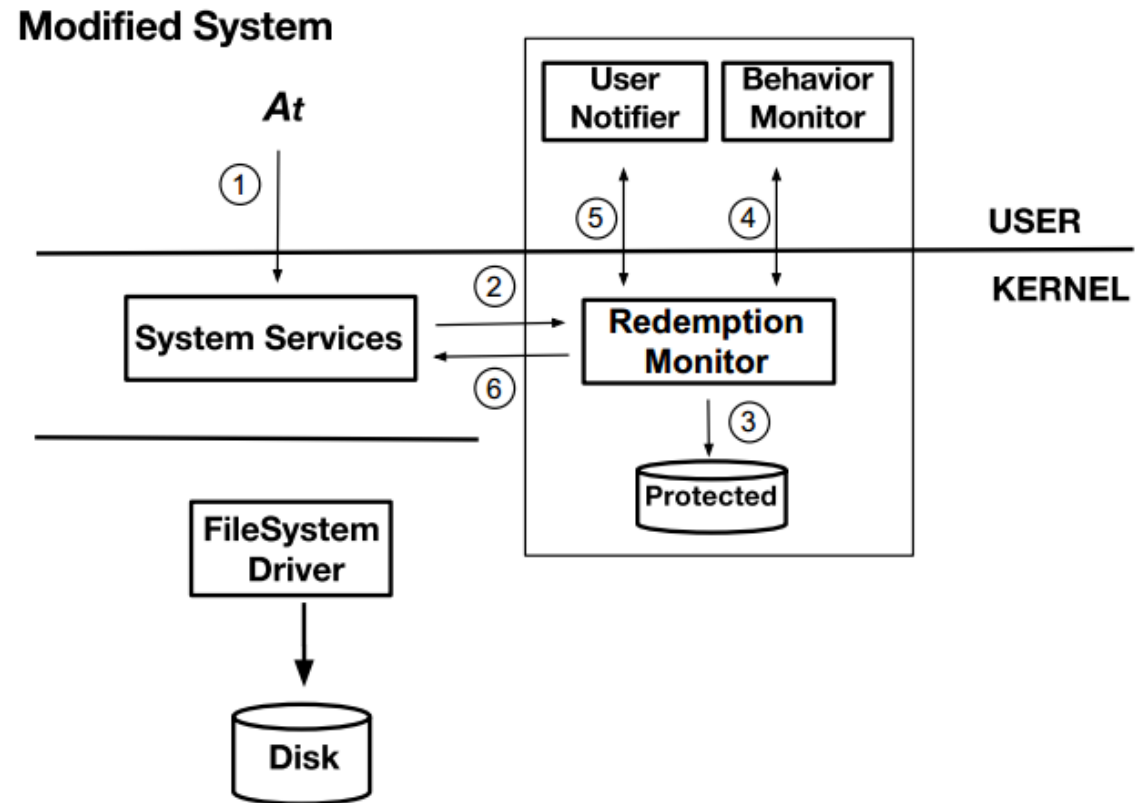 Modified System
At
User
Notifier
Behavior
Monitor
1
5
4
USER
KERNEL
2
System Services
Redemption
Monitor
6
3
Protected
FileSystem
Driver
Disk